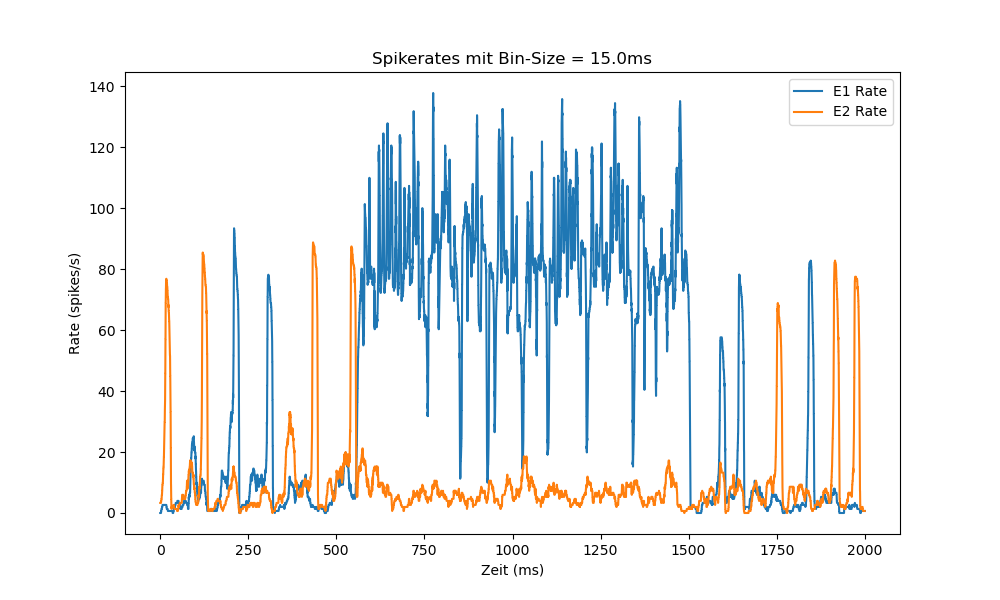 Spikerates mit Bin-Size = 15.0ms
E1 Rate
E2 Rate
Rate (spikes/s)
140
120
100
80
60
40
20
0
0 250 500 750 1000 1250 1500 1750 2000
Zeit (ms)